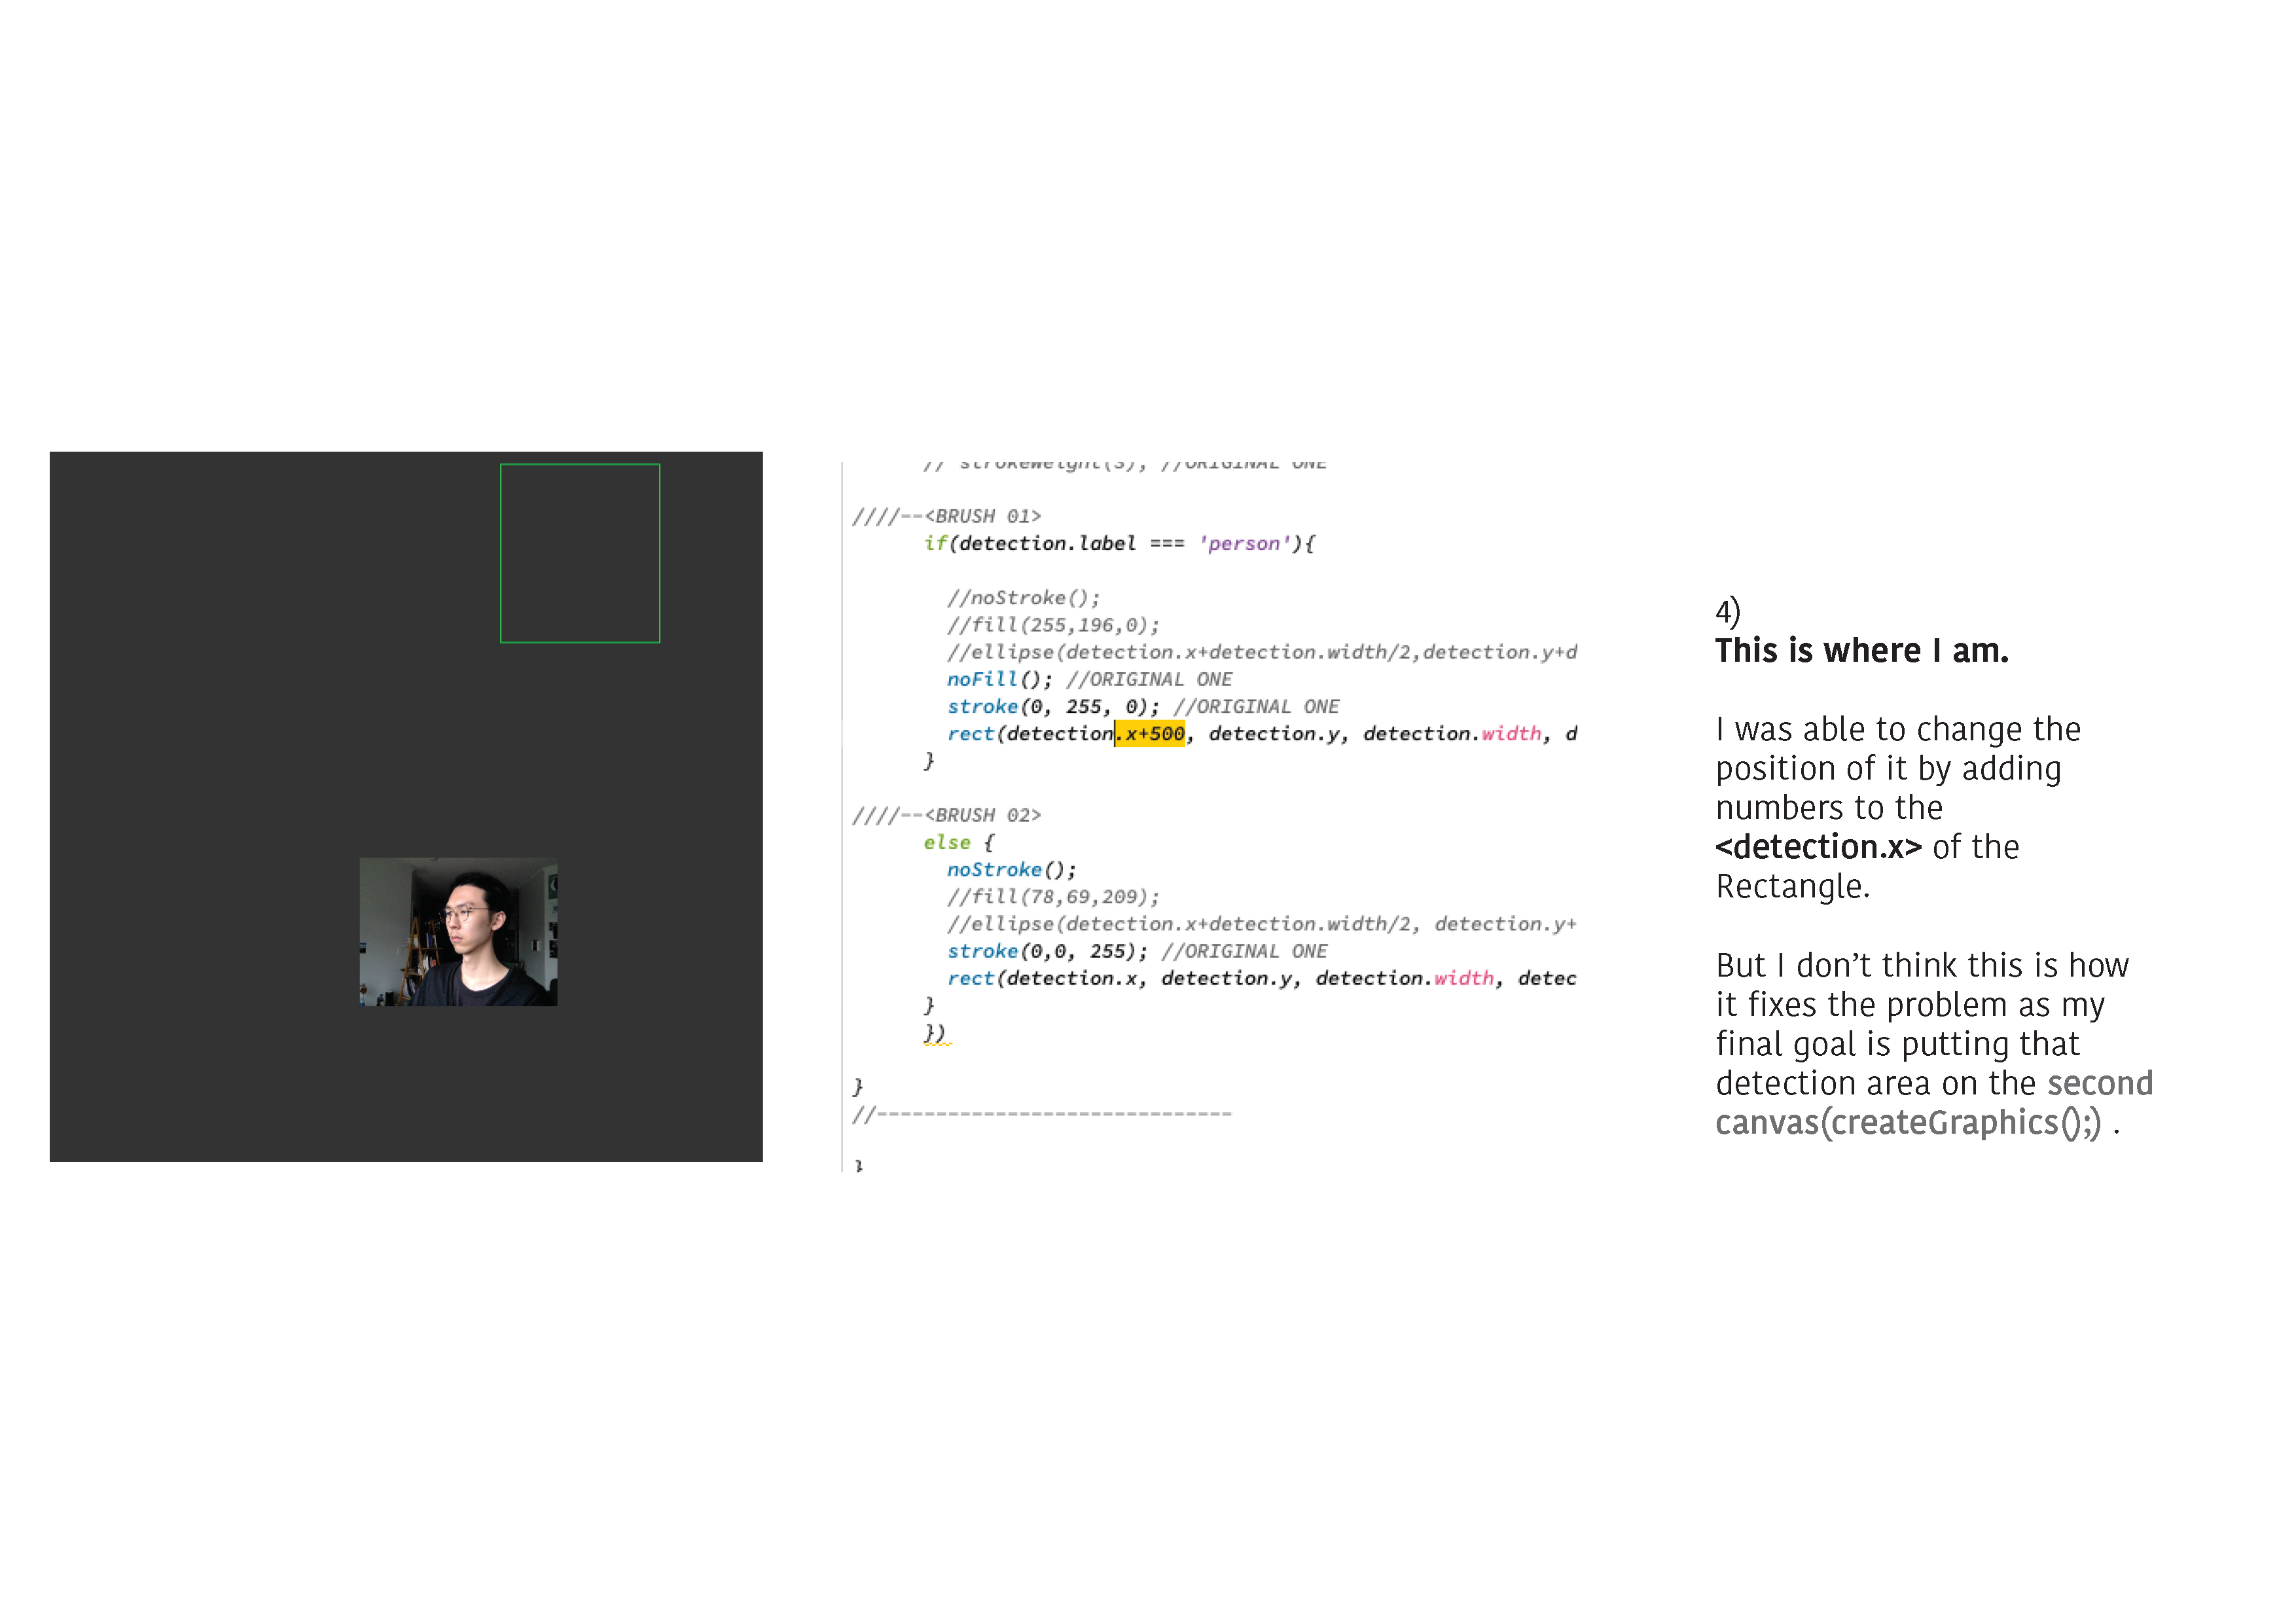 // strokeWeight(3); //ORIGINAL ONE
////--<BRUSH 01>
if(detection.label === 'person'){
//noStroke();
//fill(255,196,0);
//ellipse(detection.x+detection.width/2,detection.y+d
noFill(); //ORIGINAL ONE
stroke(0, 255, 0); //ORIGINAL ONE
rect(detection.x+500, detection.y, detection.width, d
}
////--<BRUSH 02>
else {
noStroke();
//fill(78,69,209);
//ellipse(detection.x+detection.width/2, detection.y+
stroke(0,0, 255); //ORIGINAL ONE
rect(detection.x, detection.y, detection.width, detec
}
})
}
//------------------------------
}
4)
This is where I am.
I was able to change the
position of it by adding
numbers to the
<detection.x> of the
Rectangle.
But I don't think this is how
it fixes the problem as my
final goal is putting that
detection area on the second
canvas(createGraphics();) .